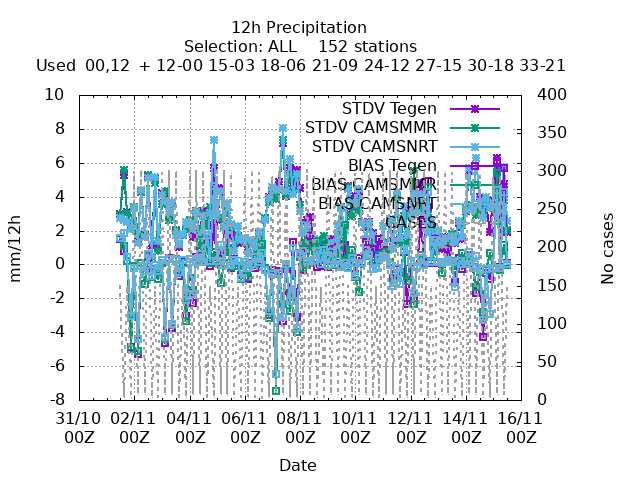 12h Precipitation
Selection: ALL 152 stations
Used 00,12 + 12-00 15-03 18-06 21-09 24-12 27-15 30-18 33-21
10 400
STDV Tegen
8 350
STDV CAMSMMR
STDV CAMSNRT
6 300
BIAS Tegen
BIAS CAMSMMR
4 250
BIAS CAMSNRT
CASES
2 200
0
150
-2
100
-4
-6 50
-8 0
mm/12h
No cases
31/10 02/11 04/11 06/11 08/11 10/11 12/11 14/11 16/11
00Z 00Z 00Z 00Z 00Z 00Z 00Z 00Z 00Z
Date